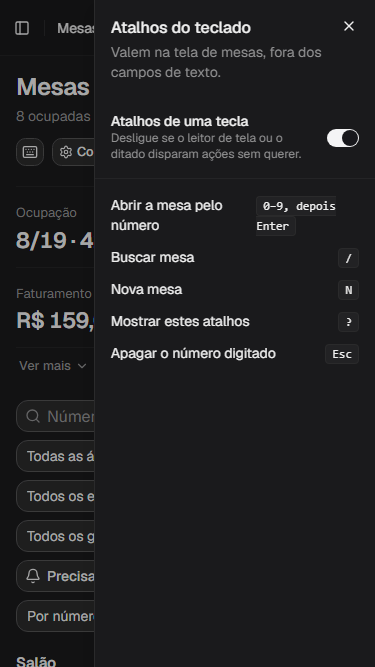 Mesas
Atalhos do teclado
Valem na tela de mesas, fora dos
campos de texto.
Mesas
8 ocupadas
Co
Atalhos de uma tecla
Desligue se o leitor de tela ou o
ditado disparam ações sem querer.
Ocupação
8/19 · 4
Faturamento
R$ 159,
Ver mais
Abrir a mesa pelo
número
0–9, depois
Enter
Buscar mesa
/
Nova mesa
N
Mostrar estes atalhos
?
Apagar o número digitado
Esc
Númer
Todas as á
Todos os e
Todos os g
Precisa
Por númer
Salão